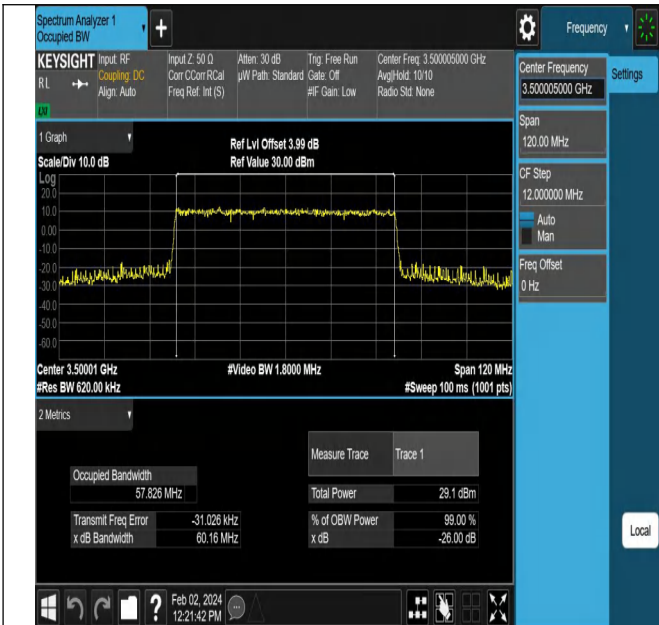 Spectrum Analyzer 1
Occupied BW
+
Frequency
KEYSIGHT Input: RF
RL
Coupling: DC
Align: Auto
Input Z: 50 Ω
Corr CCorr RCal
Freq Ref: Int (S)
Atten: 30 dB
µW Path: Standard
Trig: Free Run
Gate: Off
#IF Gain: Low
Center Freq: 3.500005000 GHz
Avg|Hold: 10/10
Radio Std: None
LXI
Center Frequency
3.500005000 GHz
Settings
Span
120.00 MHz
CF Step
12.000000 MHz
Auto
Man
Freq Offset
0 Hz
1 Graph
Scale/Div 10.0 dB
Ref Lvl Offset 3.99 dB
Ref Value 30.00 dBm
Log
20.0
10.0
0.00
-10.0
-20.0
-30.0
-40.0
-50.0
-60.0
Center 3.50001 GHz
#Video BW 1.8000 MHz
Span 120 MHz
#Res BW 620.00 kHz
#Sweep 100 ms (1001 pts)
2 Metrics
Measure Trace Trace 1
Occupied Bandwidth
57.826 MHz
Total Power 29.1 dBm
Transmit Freq Error -31.026 kHz
% of OBW Power 99.00 %
x dB Bandwidth 60.16 MHz
x dB -26.00 dB
Local
?
Feb 02, 2024
12:21:42 PM